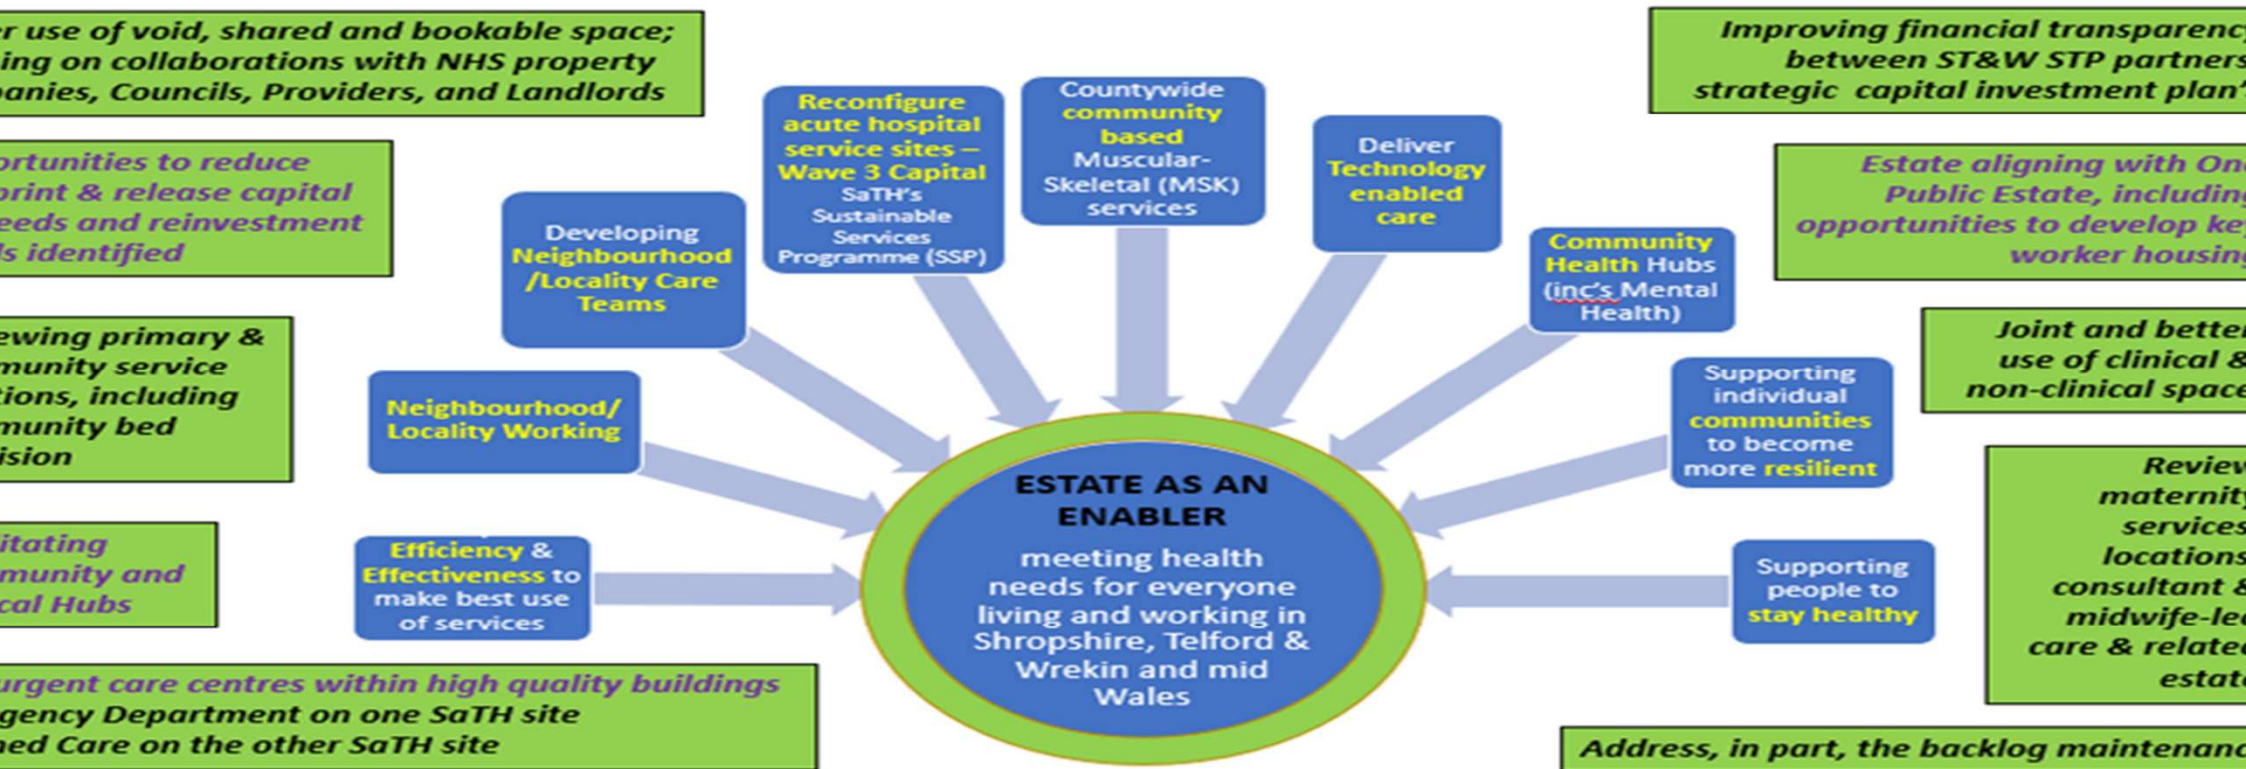 r use of void, shared and bookable space;
ing on collaborations with NHS property
anies, Councils, Providers, and Landlords
ortunities to reduce
print & release capital
eeds and reinvestment
ls identified
ewing primary &
munity service
tions, including
munity bed
ision
itating
munity and
cal Hubs
urgent care centres within high quality buildings
gency Department on one SaTH site
ned Care on the other SaTH site
Efficiency &
Effectiveness to
make best use
of services
Neighbourhood/
Locality Working
Developing
Neighbourhood
/Locality Care
Teams
Reconfigure
acute hospital
service sites –
Wave 3 Capital
SaTH's
Sustainable
Services
Programme (SSP)
Countywide
community
based
Muscular-
Skeletal (MSK)
services
Deliver
Technology
enabled
care
Community
Health Hubs
(inc's Mental
Health)
Supporting
individual
communities
to become
more resilient
Supporting
people to
stay healthy
ESTATE AS AN
ENABLER
meeting health
needs for everyone
living and working in
Shropshire, Telford &
Wrekin and mid
Wales
Improving financial transparency
between ST&W STP partners
strategic capital investment plan's
Estate aligning with One
Public Estate, including
opportunities to develop key
worker housing
Joint and better
use of clinical &
non-clinical space
Review
maternity
services
locations
consultant &
midwife-led
care & related
estate
Address, in part, the backlog maintenanc